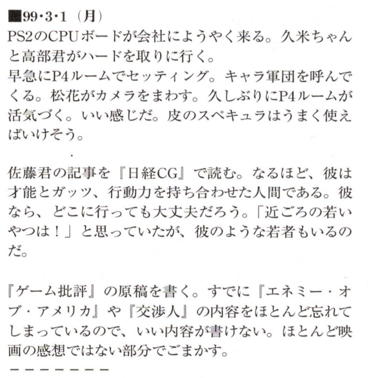 ■99・3・1（月）
PS2のCPUボードが会社にようやく来る。久米ちゃん
と高部君がハードを取りに行く。
早急にP4ルームでセッティング。キャラ軍団を呼んで
くる。松花がカメラをまわす。久しぶりにP4ルームが
活気づく。いい感じだ。皮のスペキュラはうまく使え
ばいけそう。
佐藤君の記事を『日経CG』で読む。なるほど、彼は
才能とガッツ、行動力を持ち合わせた人間である。彼
なら、どこに行っても大丈夫だろう。「近ごろの若い
やつは！」と思っていたが、彼のような若者もいるの
だ。
『ゲーム批評』の原稿を書く。すでに『エネミー・オ
ブ・アメリカ』や『交渉人』の内容をほとんど忘れて
しまっているので、いい内容が書けない。ほとんど映
画の感想ではない部分でごまかす。
－－－－－－－